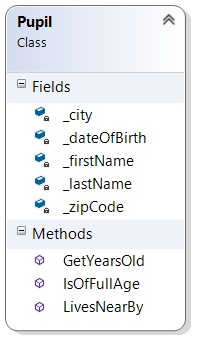 Pupil
Class
Fields
_city
_dateOfBirth
_firstName
_lastName
_zipCode
Methods
GetYearsOld
IsOfFullAge
LivesNearBy